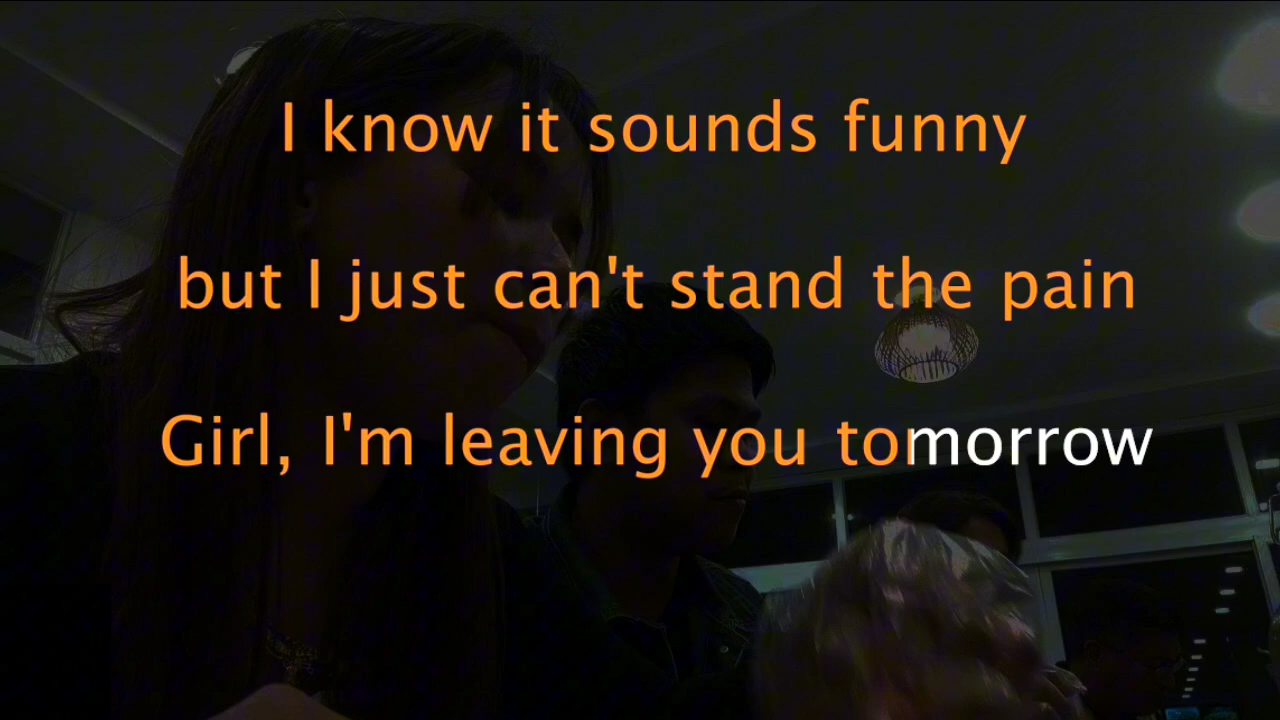 I know it sounds funny
but I just can't stand the pain
Girl, I'm leaving you tomorrow